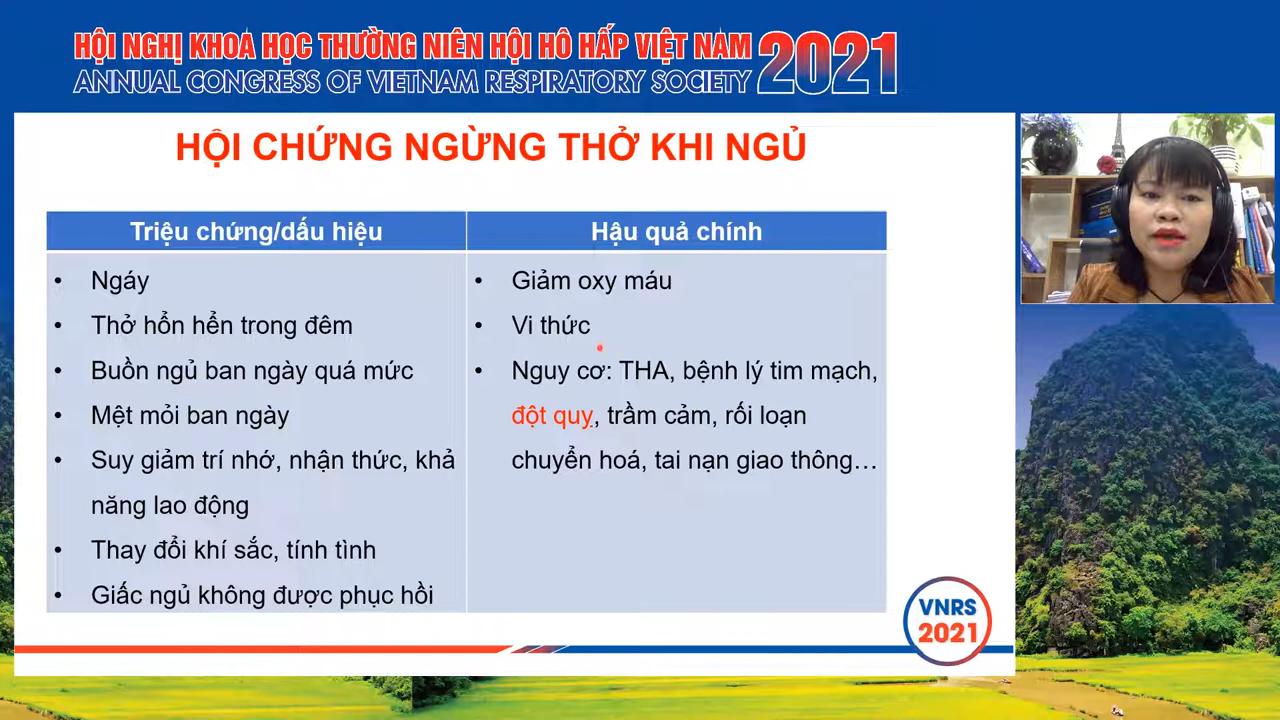 HỘI NGHỊ KHOA HỌC THƯỜNG NIÊN HỘI HÔ HẤP VIỆT NAM 2021
ANNUAL CONGRESS OF VIETNAM RESPIRATORY SOCIETY
HỘI CHỨNG NGỪNG THỞ KHI NGỦ
Triệu chứng/dấu hiệu
• Ngáy
• Thở hổn hển trong đêm
• Buồn ngủ ban ngày quá mức
• Mệt mỏi ban ngày
• Suy giảm trí nhớ, nhận thức, khả
năng lao động
• Thay đổi khí sắc, tính tình
• Giấc ngủ không được phục hồi
Hậu quả chính
• Giảm oxy máu
• Vi thức
• Nguy cơ: THA, bệnh lý tim mạch,
đột quỵ, trầm cảm, rối loạn
chuyển hoá, tai nạn giao thông…
VNRS
2021